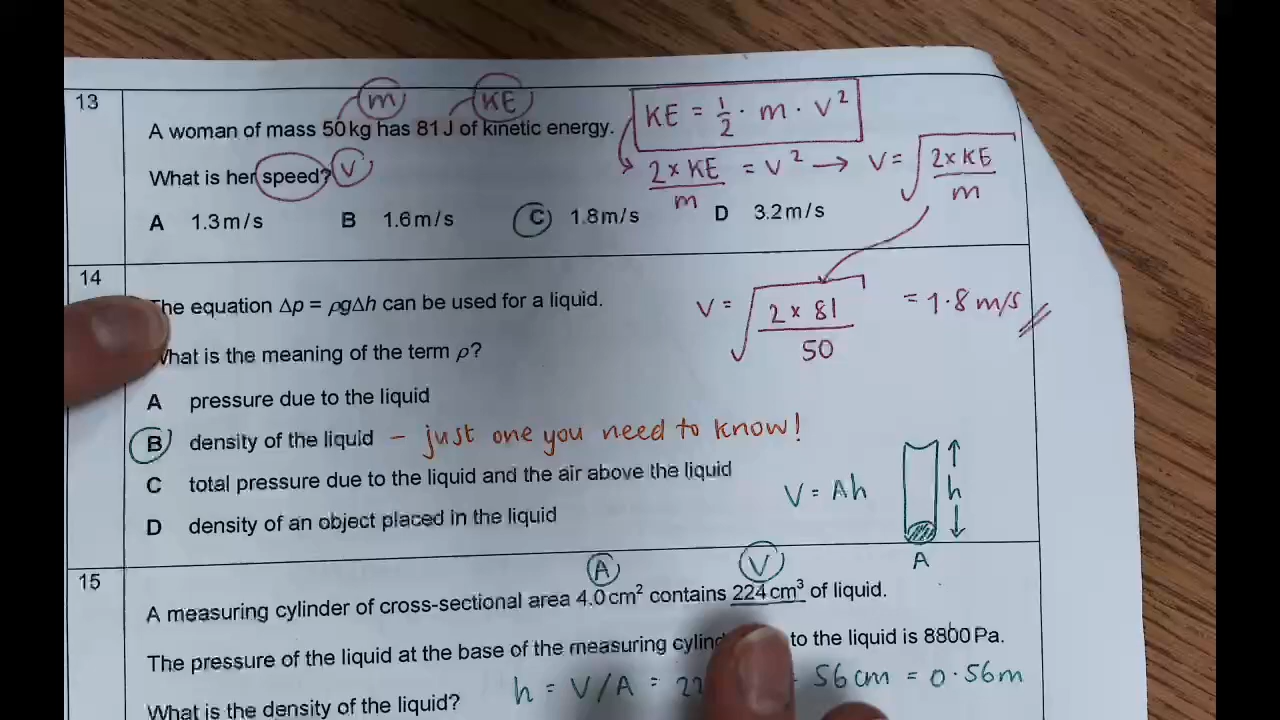 13
m KE
A woman of mass 50 kg has 81 J of kinetic energy.
KE = 1/2 · m · v²
What is her speed? v
2 × KE / m = v² → v = √(2 × KE / m)
A 1.3 m/s B 1.6 m/s C 1.8 m/s D 3.2 m/s
14
The equation Δp = ρgΔh can be used for a liquid.
v = √(2 × 81 / 50) = 1.8 m/s
What is the meaning of the term ρ?
A pressure due to the liquid
B density of the liquid – just one you need to know!
C total pressure due to the liquid and the air above the liquid
V = Ah
h
D density of an object placed in the liquid
A
15
A V
A measuring cylinder of cross-sectional area 4.0 cm² contains 224 cm³ of liquid.
The pressure of the liquid at the base of the measuring to the liquid is 8800 Pa.
h = V/A = 56 cm = 0.56 m
What is the density of the liquid?